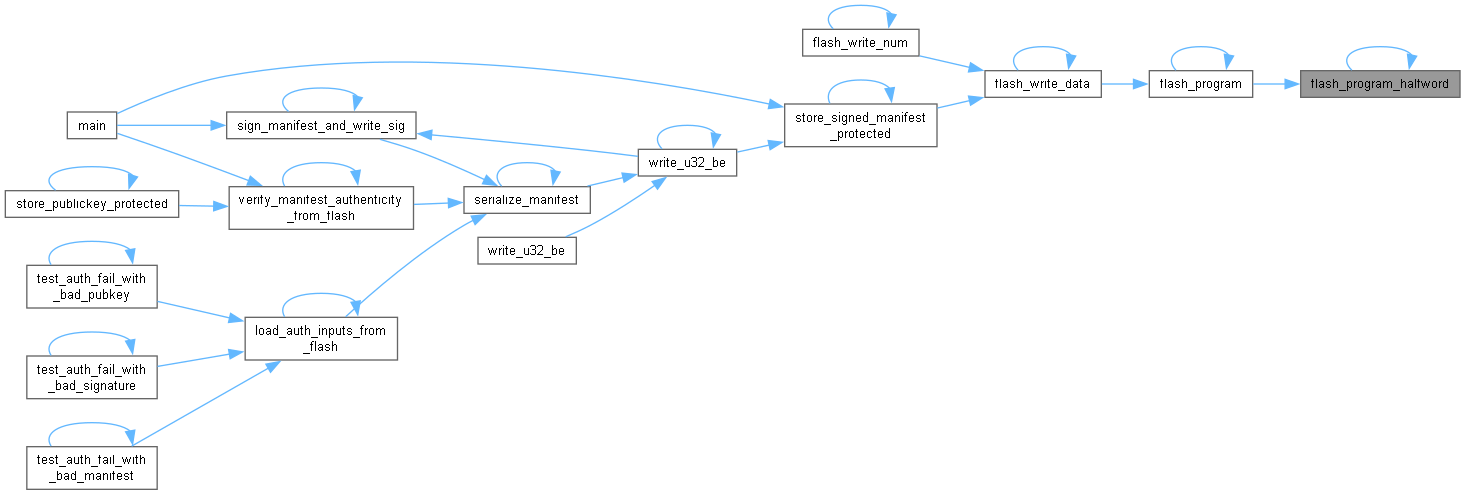 flash_write_num
flash_write_data
flash_program
flash_program_halfword
main
sign_manifest_and_write_sig
store_signed_manifest
_protected
write_u32_be
store_publickey_protected
verify_manifest_authenticity
_from_flash
serialize_manifest
write_u32_be
test_auth_fail_with
_bad_pubkey
load_auth_inputs_from
_flash
test_auth_fail_with
_bad_signature
test_auth_fail_with
_bad_manifest